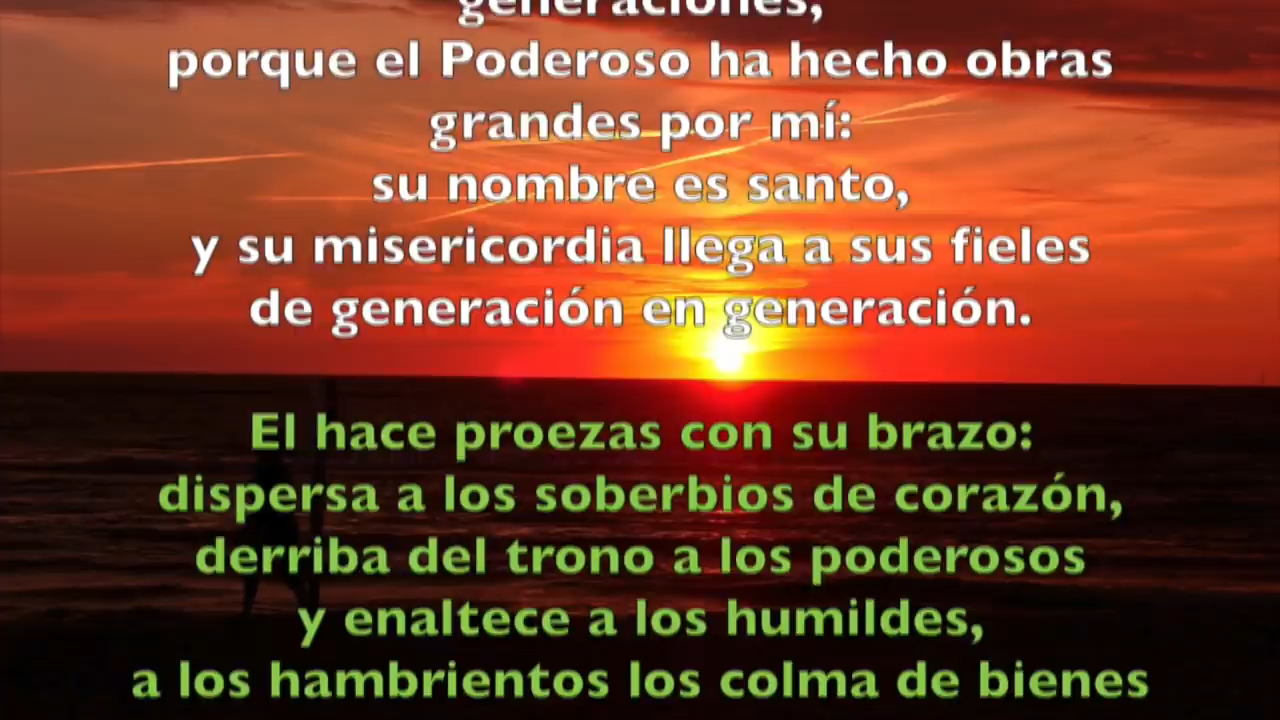 generaciones,
porque el Poderoso ha hecho obras
grandes por mí:
su nombre es santo,
y su misericordia llega a sus fieles
de generación en generación.
El hace proezas con su brazo:
dispersa a los soberbios de corazón,
derriba del trono a los poderosos
y enaltece a los humildes,
a los hambrientos los colma de bienes